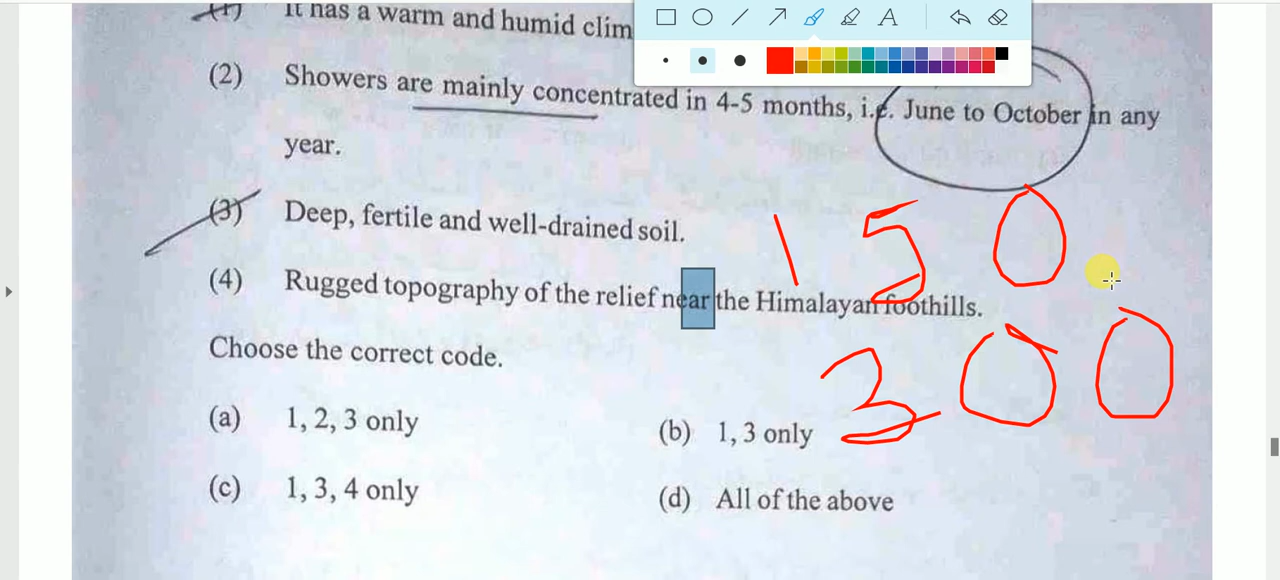 (1) It has a warm and humid clim
(2) Showers are mainly concentrated in 4-5 months, i.e. June to October in any
year.
(3) Deep, fertile and well-drained soil.
150
(4) Rugged topography of the relief near the Himalayan foothills.
300
Choose the correct code.
(a) 1, 2, 3 only
(b) 1, 3 only
(c) 1, 3, 4 only
(d) All of the above
A